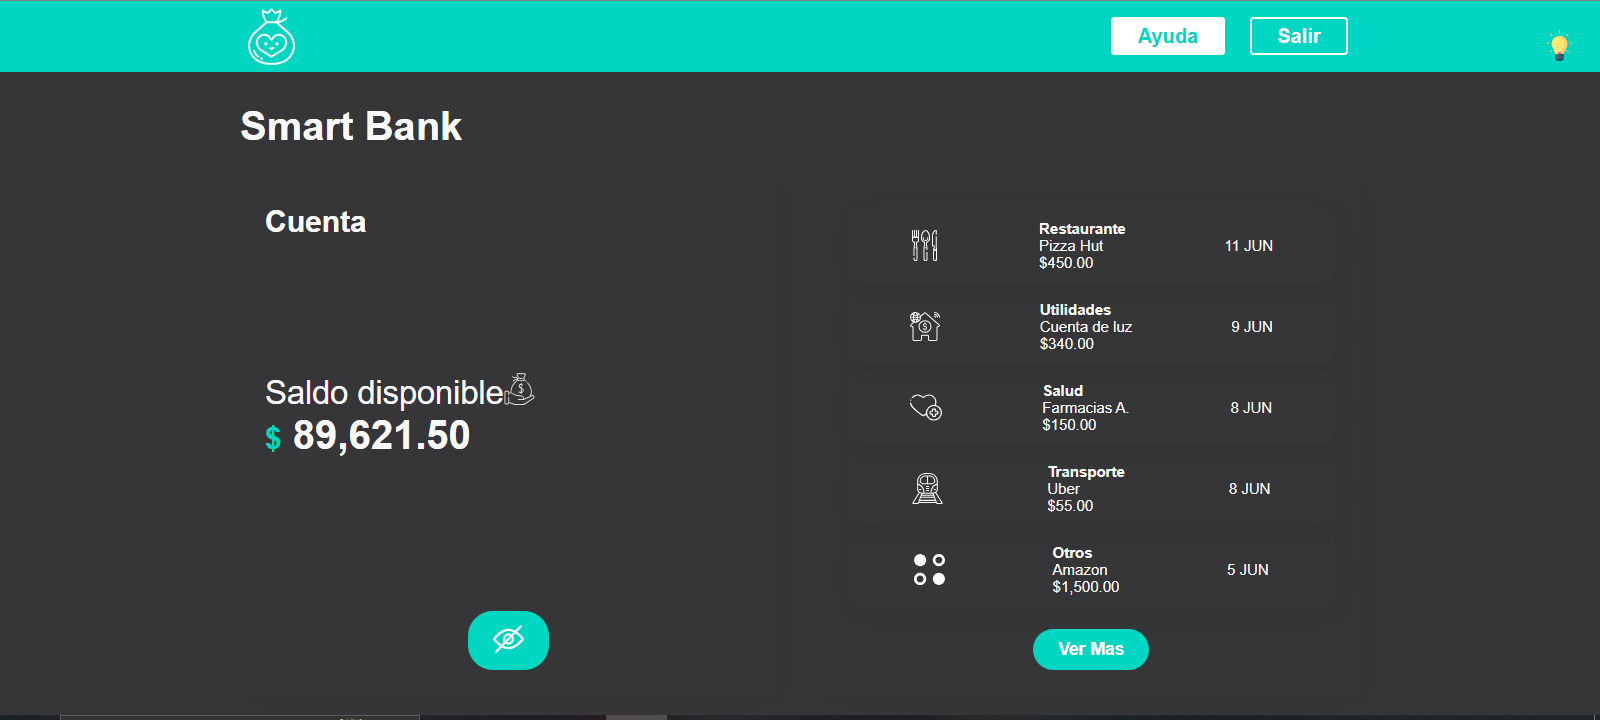 Ayuda
Salir
Smart Bank
Cuenta
Saldo disponible
$ 89,621.50
Restaurante
Pizza Hut
$450.00
11 JUN
Utilidades
Cuenta de luz
$340.00
9 JUN
Salud
Farmacias A.
$150.00
8 JUN
Transporte
Uber
$55.00
8 JUN
Otros
Amazon
$1,500.00
5 JUN
Ver Mas